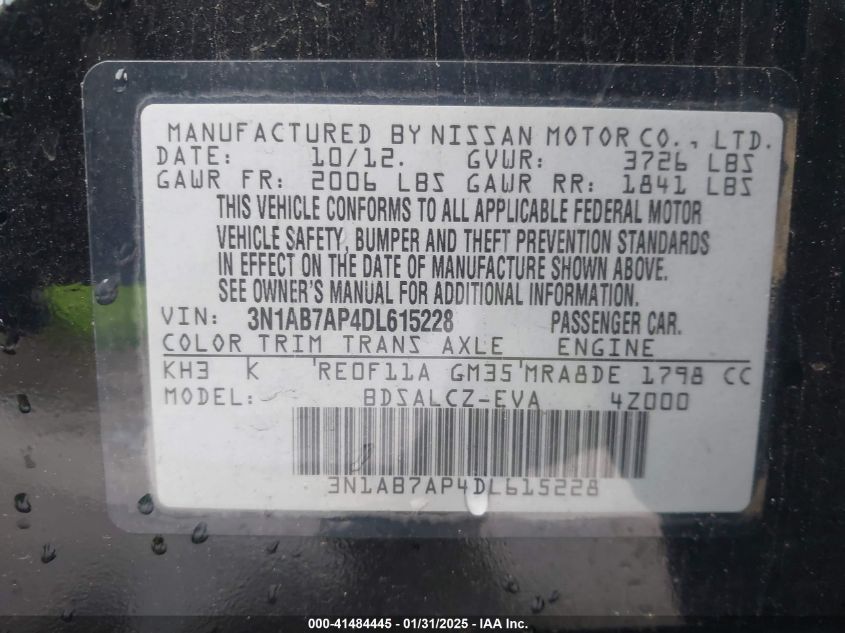 MANUFACTURED BY NISSAN MOTOR CO., LTD.
DATE: 10/12. GVWR: 3726 LBS
GAWR FR: 2006 LBS GAWR RR: 1841 LBS
THIS VEHICLE CONFORMS TO ALL APPLICABLE FEDERAL MOTOR
VEHICLE SAFETY, BUMPER AND THEFT PREVENTION STANDARDS
IN EFFECT ON THE DATE OF MANUFACTURE SHOWN ABOVE.
SEE OWNER'S MANUAL FOR ADDITIONAL INFORMATION.
VIN: 3N1AB7AP4DL615228 PASSENGER CAR.
COLOR TRIM TRANS AXLE ENGINE
KH3 K 'RE0F11A GM35'MRA8DE 1798 CC
MODEL: BDSALCZ-EVA 4Z000
3N1AB7AP4DL615228
000-41484445 - 01/31/2025 - IAA Inc.